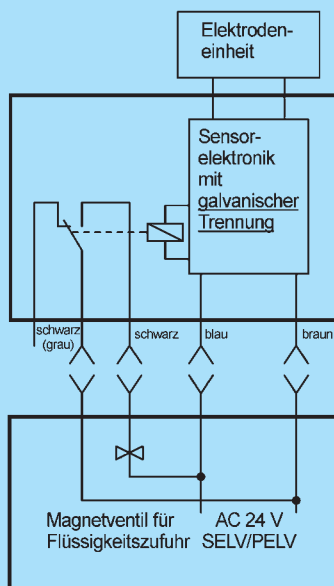 Elektroden-
einheit
Sensor-
elektronik
mit
galvanischer
Trennung
schwarz
(grau)
schwarz
blau
braun
Magnetventil für
Flüssigkeitszufuhr
AC 24 V
SELV/PELV